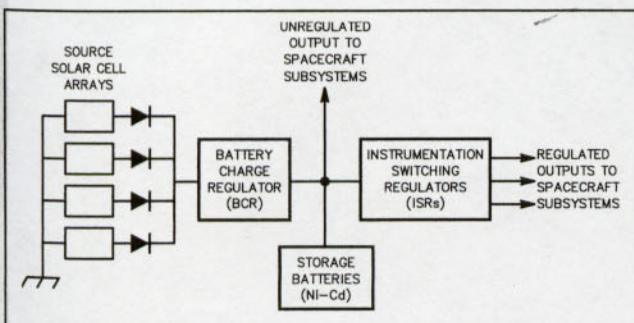 UNREGULATED
OUTPUT TO
SPACECRAFT
SUBSYSTEMS
SOURCE
SOLAR CELL
ARRAYS
BATTERY
CHARGE
REGULATOR
(BCR)
INSTRUMENTATION
SWITCHING
REGULATORS
(ISRs)
REGULATED
OUTPUTS TO
SPACECRAFT
SUBSYSTEMS
STORAGE
BATTERIES
(NI-Cd)